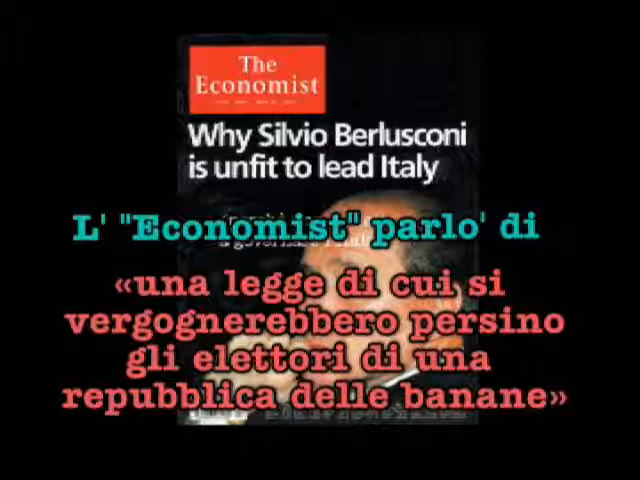 The
Economist
Why Silvio Berlusconi
is unfit to lead Italy
L' "Economist" parlo' di
«una legge di cui si
vergognerebbero persino
gli elettori di una
repubblica delle banane»